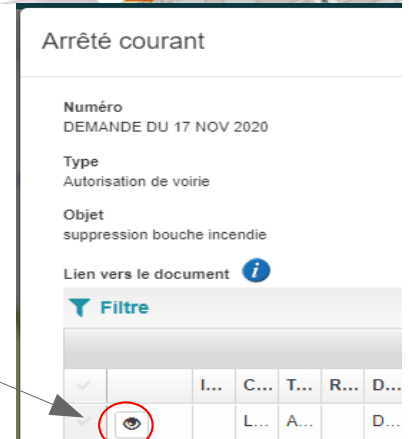 Arrêté courant
Numéro
DEMANDE DU 17 NOV 2020
Type
Autorisation de voirie
Objet
suppression bouche incendie
Lien vers le document i
Filtre
I... C... T... R... D...
L... A... D...